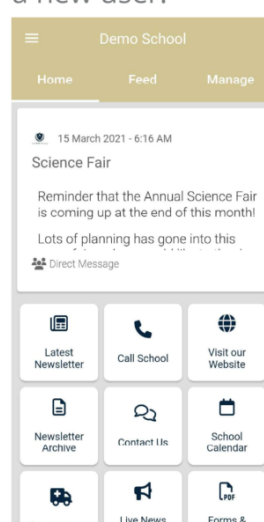 a new user.
Demo School
Home Feed Manage
15 March 2021 - 6:16 AM
Science Fair
Reminder that the Annual Science Fair
is coming up at the end of this month!
Lots of planning has gone into this
Direct Message
Latest
Newsletter
Call School
Visit our
Website
Newsletter
Archive
Contact Us
School
Calendar
PDF
Live News
Forms &